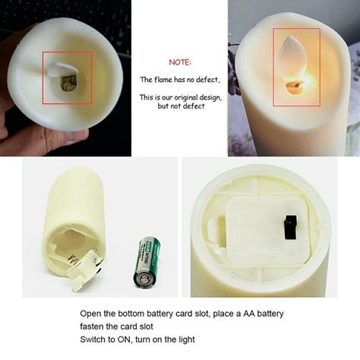 NOTE:
The flame has no defect,
This is our original design,
but not defect
Open the bottom battery card slot, place a AA battery
fasten the card slot
Switch to ON, turn on the light